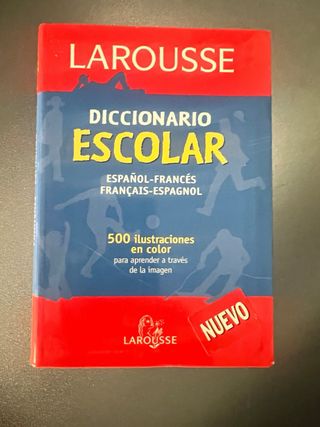 LAROUSSE
DICCIONARIO
ESCOLAR
ESPAÑOL-FRANCÉS
FRANÇAIS-ESPAGNOL
500 ilustraciones
en color
para aprender a través
de la imagen
NUEVO
LAROUSSE